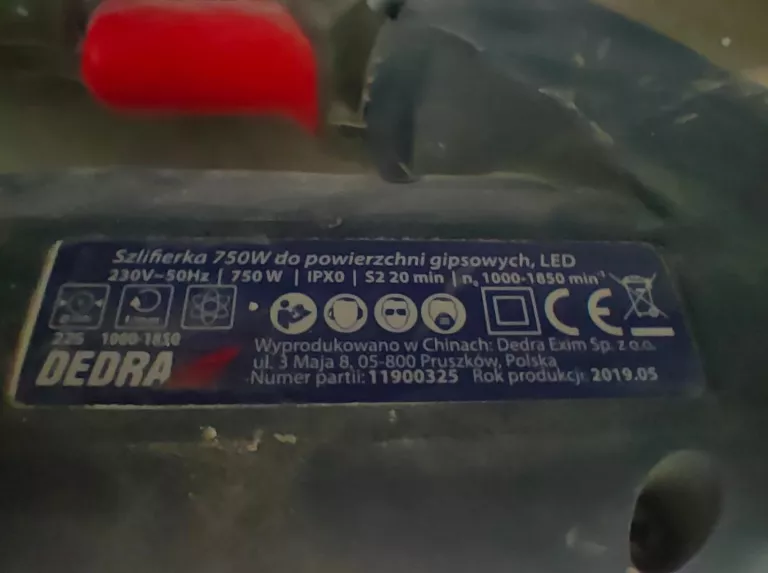 Szlifierka 750W do powierzchni gipsowych, LED
230V~50Hz | 750 W | IPX0 | S2 20 min | n₀ 1000-1850 min⁻¹
225 1000-1850
CE
DEDRA
Wyprodukowano w Chinach: Dedra Exim Sp. z o.o.
ul. 3 Maja 8, 05-800 Pruszków, Polska
Numer partii: 11900325 Rok produkcji: 2019.05